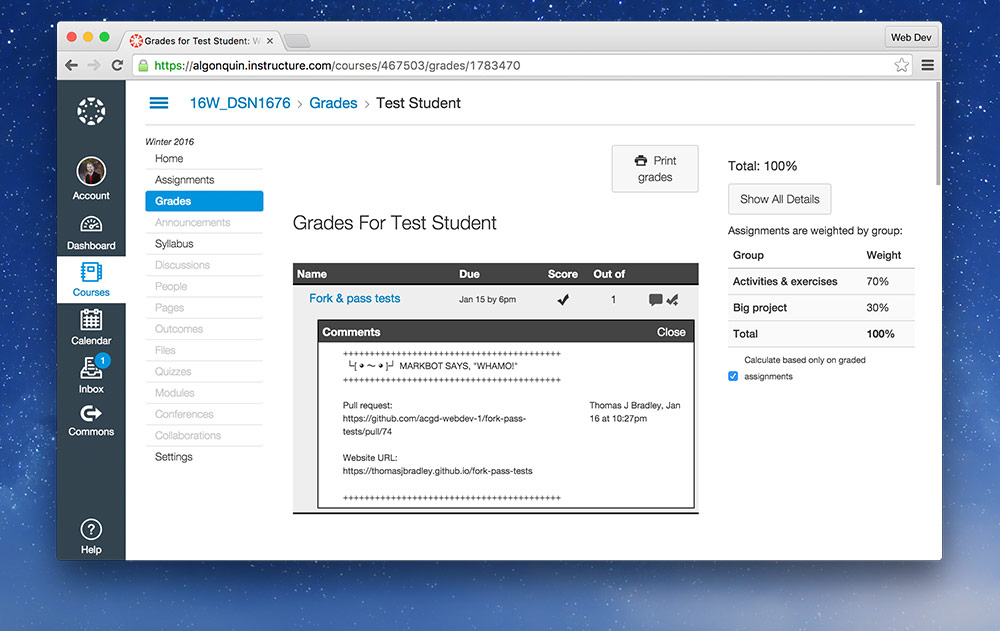 Grades for Test Student: W
Web Dev
https://algonquin.instructure.com/courses/467503/grades/1783470
16W_DSN1676 › Grades › Test Student
Account
Dashboard
Courses
Calendar
1
Inbox
Commons
Help
Winter 2016
Home
Assignments
Grades
Announcements
Syllabus
Discussions
People
Pages
Outcomes
Files
Quizzes
Modules
Conferences
Collaborations
Settings
Print
grades
Grades For Test Student
Name Due Score Out of
Fork & pass tests Jan 15 by 6pm ✔ 1
Comments Close
++++++++++++++++++++++++++++++++++++++++
└[ ◕ 〜 ◕ ]┘ MARKBOT SAYS, "WHAMO!"
++++++++++++++++++++++++++++++++++++++++
Pull request:
https://github.com/acgd-webdev-1/fork-pass-
tests/pull/74
Website URL:
https://thomasjbradley.github.io/fork-pass-tests
++++++++++++++++++++++++++++++++++++++++
Thomas J Bradley, Jan
16 at 10:27pm
Total: 100%
Show All Details
Assignments are weighted by group:
Group Weight
Activities & exercises 70%
Big project 30%
Total 100%
Calculate based only on graded
assignments